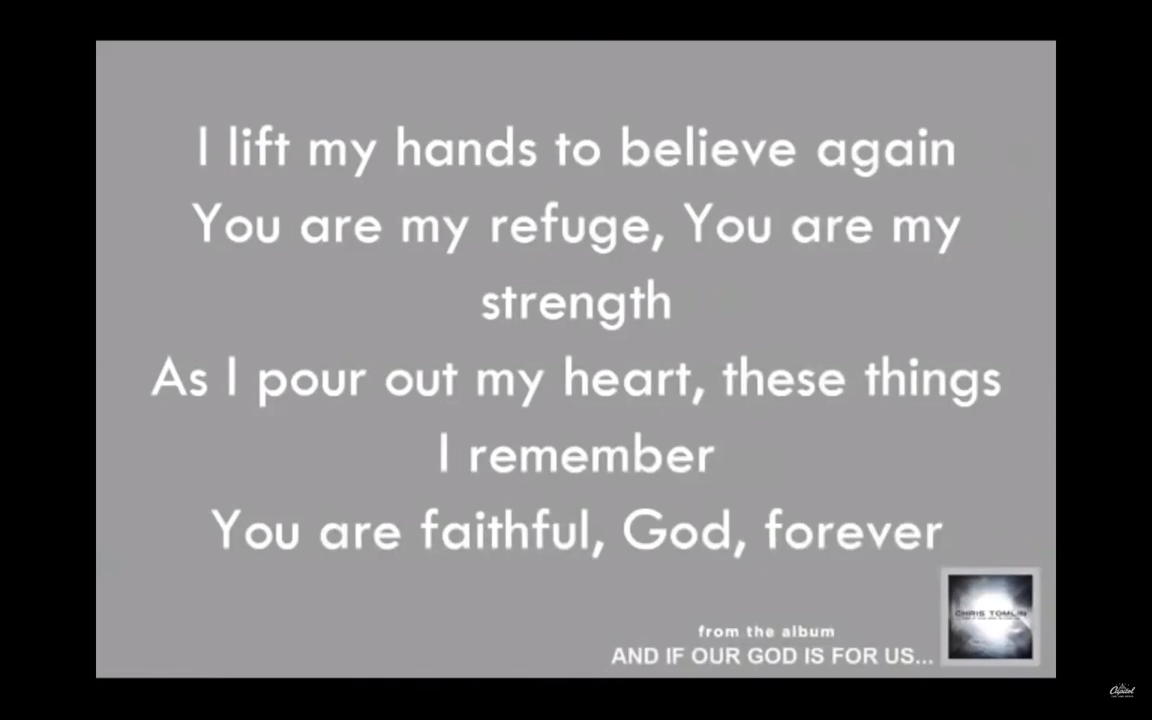 I lift my hands to believe again
You are my refuge, You are my
strength
As I pour out my heart, these things
I remember
You are faithful, God, forever
from the album
AND IF OUR GOD IS FOR US...
CHRIS TOMLIN
Capitol